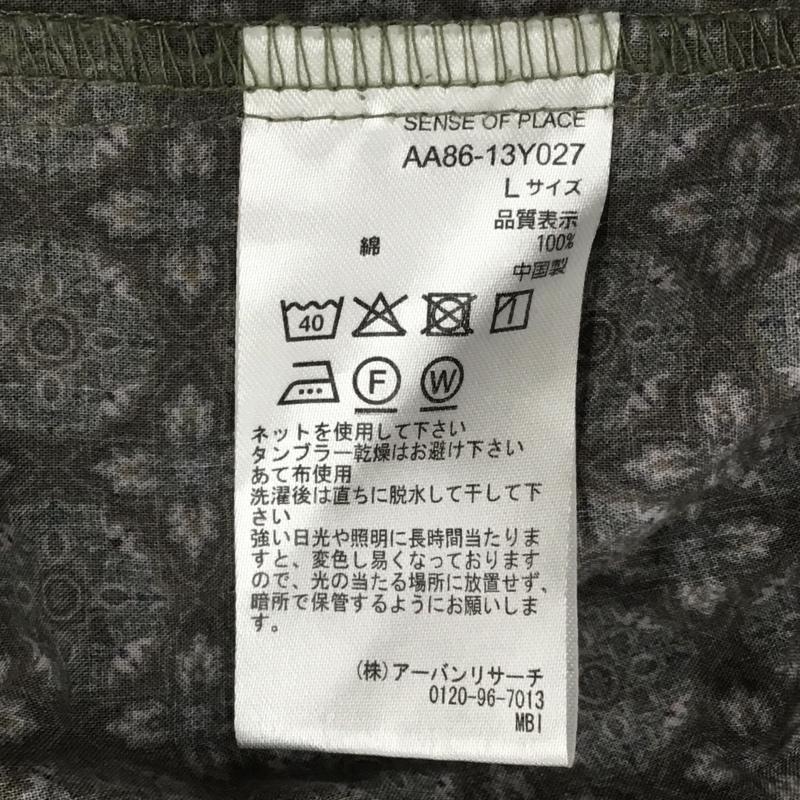 SENSE OF PLACE
AA86-13Y027
Lサイズ
品質表示
綿 100%
中国製
40
F W
ネットを使用して下さい
タンブラー乾燥はお避け下さい
あて布使用
洗濯後は直ちに脱水して干して下
さい
強い日光や照明に長時間当たりま
すと、変色し易くなっております
ので、光の当たる場所に放置せず、
暗所で保管するようにお願いしま
す。
(株)アーバンリサーチ
0120-96-7013
MBI